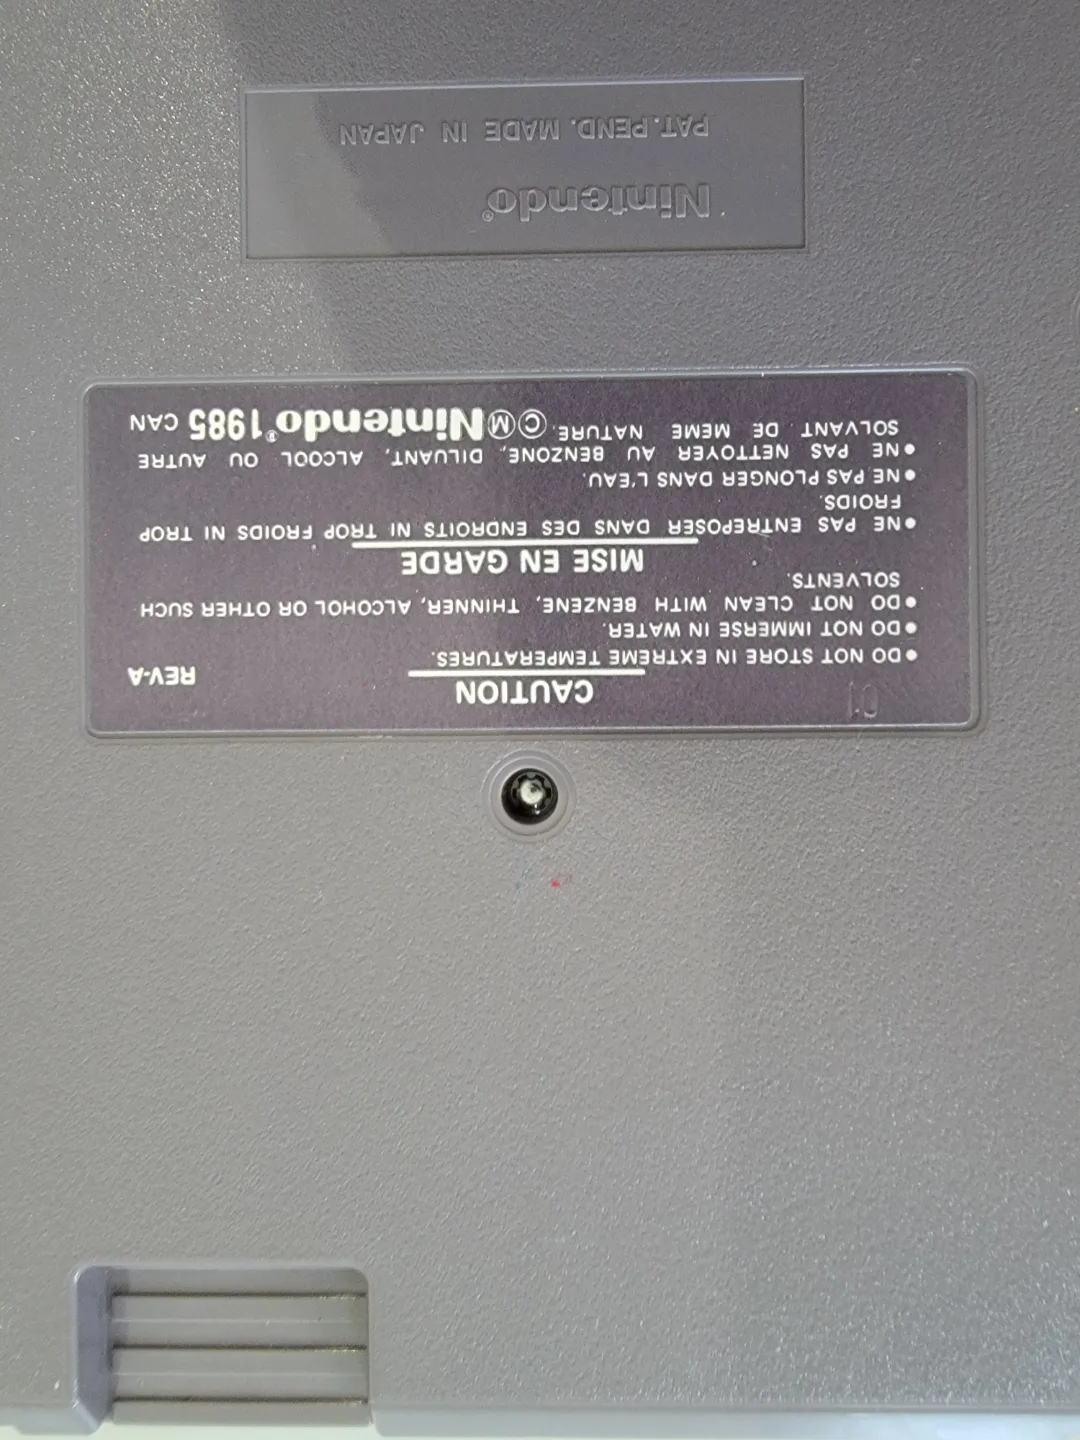 01
CAUTION
REV-A
●DO NOT STORE IN EXTREME TEMPERATURES.
●DO NOT IMMERSE IN WATER.
●DO NOT CLEAN WITH BENZENE, THINNER, ALCOHOL OR OTHER SUCH
SOLVENTS.
MISE EN GARDE
●NE PAS ENTREPOSER DANS DES ENDROITS NI TROP FROIDS NI TROP
FROIDS.
●NE PAS PLONGER DANS L'EAU.
●NE PAS NETTOYER AU BENZONE, DILUANT, ALCOOL OU AUTRE
SOLVANT DE MEME NATURE.
©ⓂNintendo®1985 CAN
Nintendo®
PAT.PEND. MADE IN JAPAN